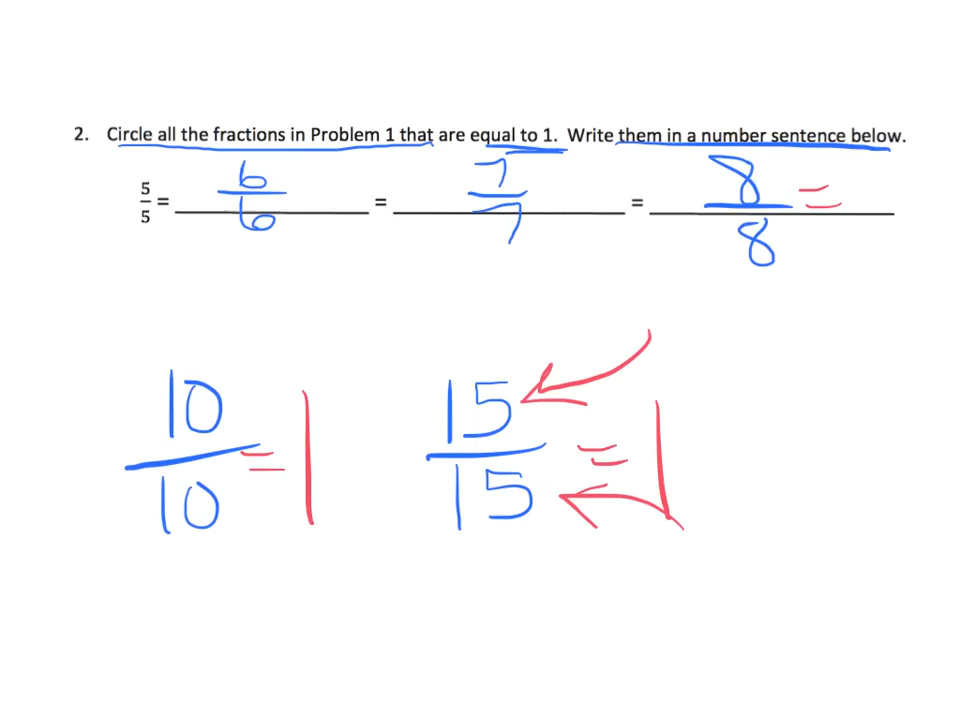 2. Circle all the fractions in Problem 1 that are equal to 1. Write them in a number sentence below.
5/5 = 6/6 = 7/7 = 8/8 =
10/10 = 1 15/15 = 1